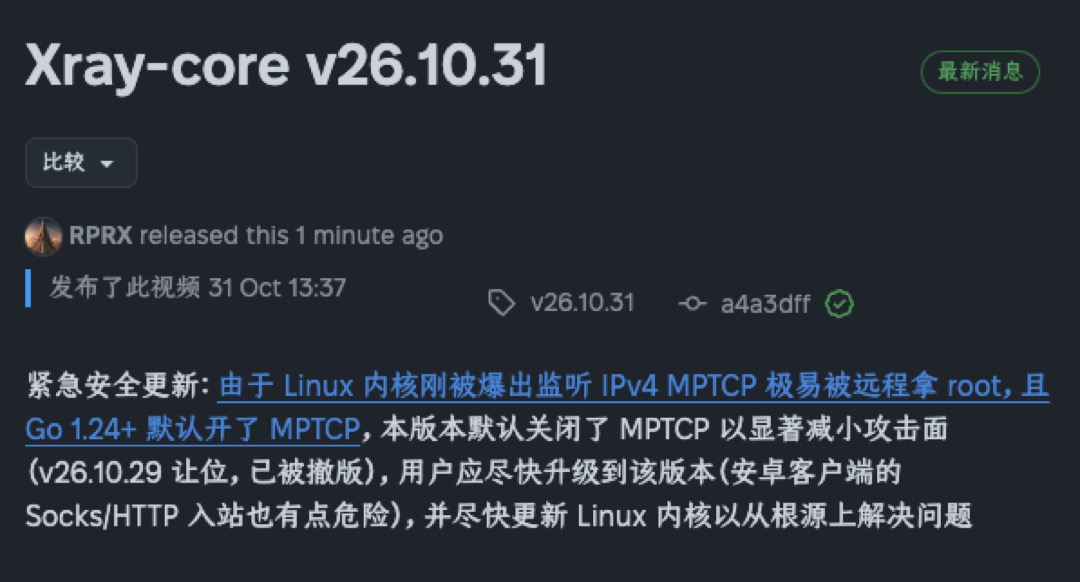 Xray-core v26.10.31
最新消息
比较
RPRX released this 1 minute ago
发布了此视频 31 Oct 13:37
v26.10.31
a4a3dff
紧急安全更新：由于 Linux 内核刚被爆出监听 IPv4 MPTCP 极易被远程拿 root，且
Go 1.24+ 默认开了 MPTCP，本版本默认关闭了 MPTCP 以显著减小攻击面
(v26.10.29 让位，已被撤版)，用户应尽快升级到该版本(安卓客户端的
Socks/HTTP 入站也有点危险)，并尽快更新 Linux 内核以从根源上解决问题